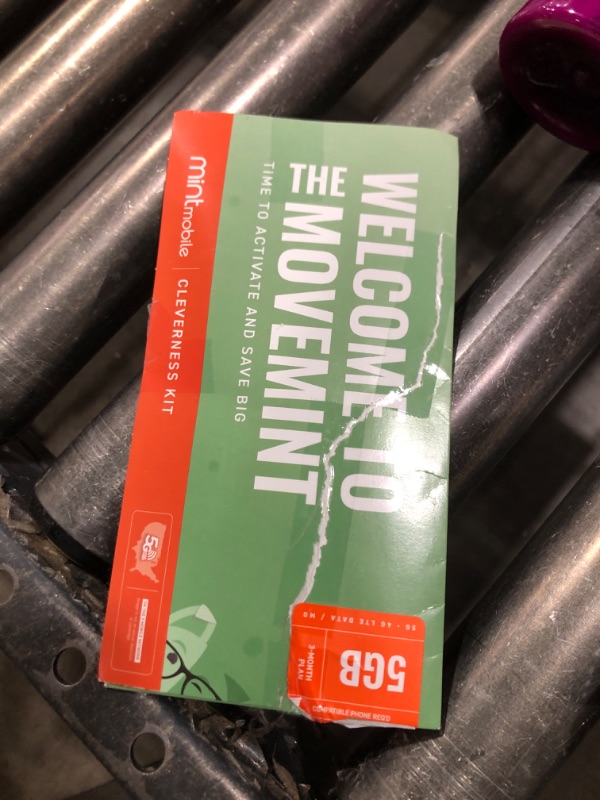 WELCOME TO
THE MOVEMINT
TIME TO ACTIVATE AND SAVE BIG
mintmobile | CLEVERNESS KIT
5G
5G • 4G LTE DATA / MO
5GB
3-MONTH
PLAN
COMPATIBLE PHONE REQ'D